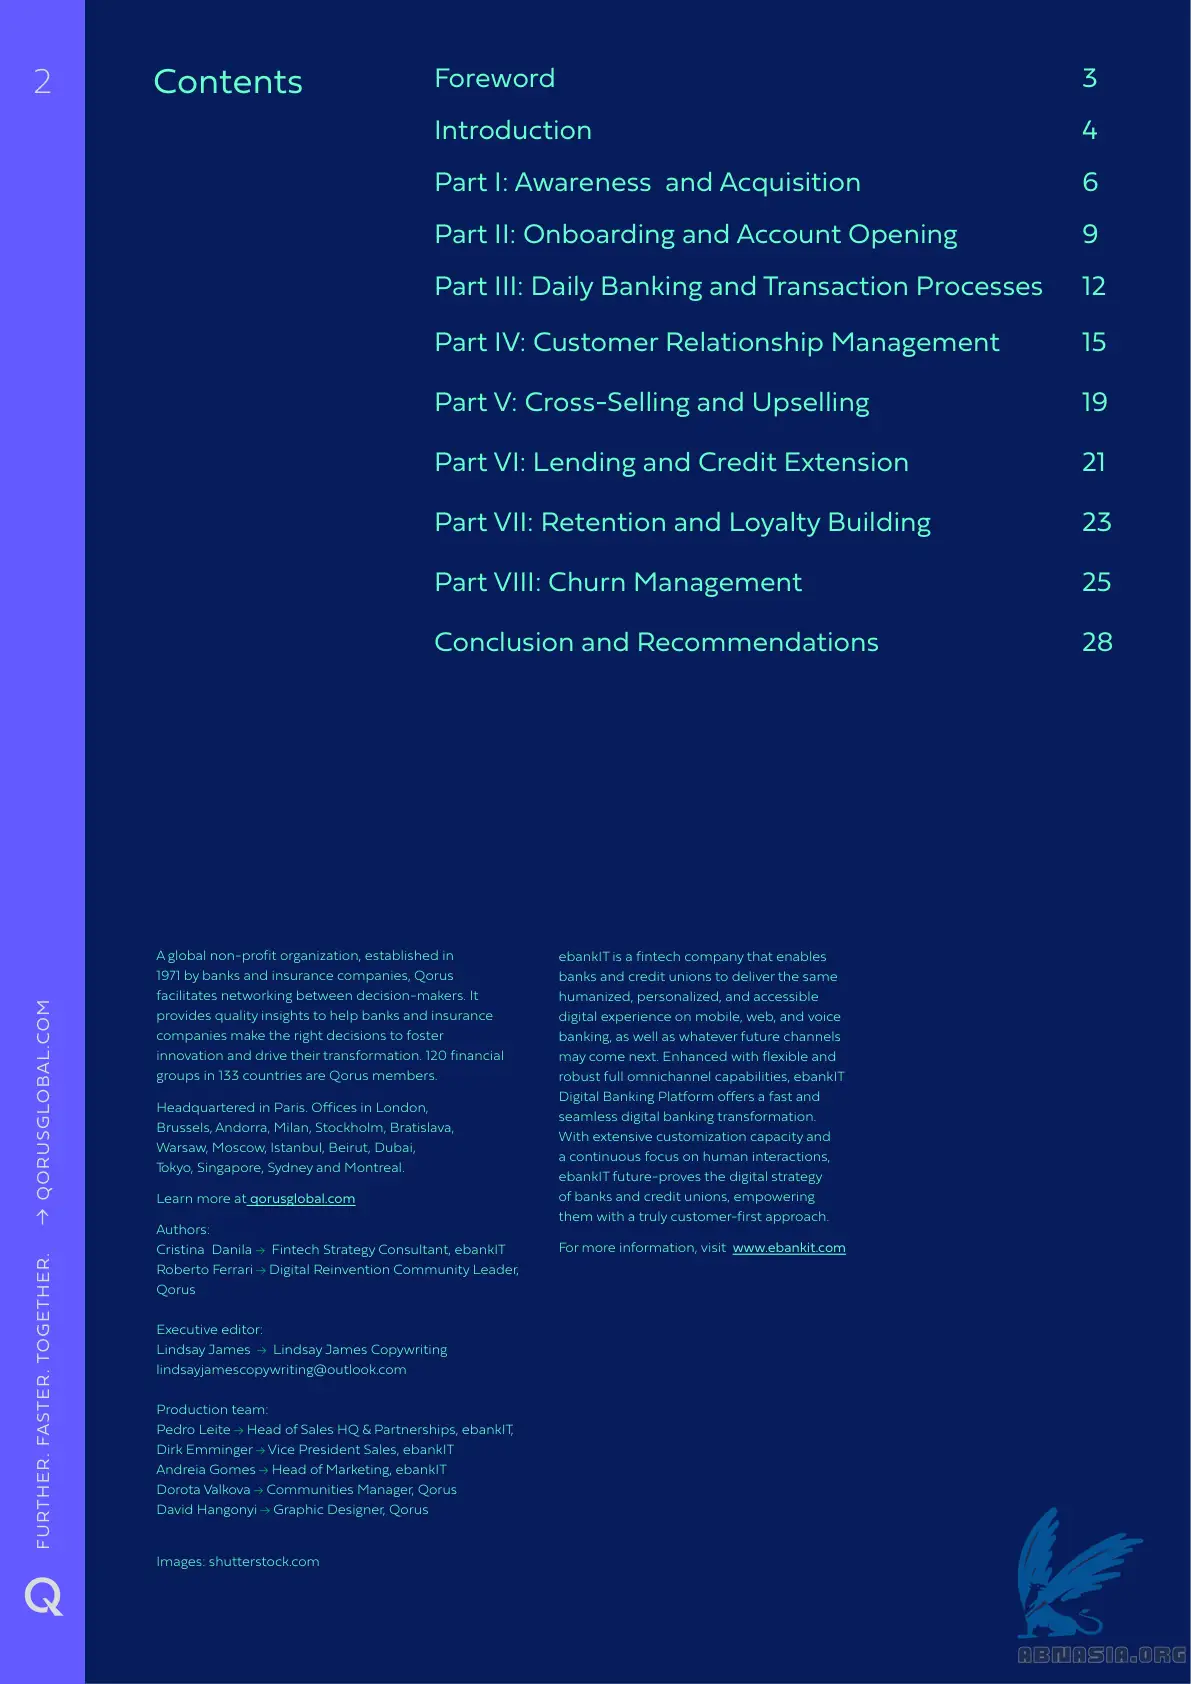 2
Contents
Foreword 3
Introduction 4
Part I: Awareness and Acquisition 6
Part II: Onboarding and Account Opening 9
Part III: Daily Banking and Transaction Processes 12
Part IV: Customer Relationship Management 15
Part V: Cross-Selling and Upselling 19
Part VI: Lending and Credit Extension 21
Part VII: Retention and Loyalty Building 23
Part VIII: Churn Management 25
Conclusion and Recommendations 28
A global non-profit organization, established in
1971 by banks and insurance companies, Qorus
facilitates networking between decision-makers. It
provides quality insights to help banks and insurance
companies make the right decisions to foster
innovation and drive their transformation. 120 financial
groups in 133 countries are Qorus members.
Headquartered in Paris. Offices in London,
Brussels, Andorra, Milan, Stockholm, Bratislava,
Warsaw, Moscow, Istanbul, Beirut, Dubai,
Tokyo, Singapore, Sydney and Montreal.
Learn more at qorusglobal.com
Authors:
Cristina Danila → Fintech Strategy Consultant, ebankIT
Roberto Ferrari → Digital Reinvention Community Leader,
Qorus
Executive editor:
Lindsay James → Lindsay James Copywriting
lindsayjamescopywriting@outlook.com
Production team:
Pedro Leite → Head of Sales HQ & Partnerships, ebankIT,
Dirk Emminger → Vice President Sales, ebankIT
Andreia Gomes → Head of Marketing, ebankIT
Dorota Valkova → Communities Manager, Qorus
David Hangonyi → Graphic Designer, Qorus
Images: shutterstock.com
ebankIT is a fintech company that enables
banks and credit unions to deliver the same
humanized, personalized, and accessible
digital experience on mobile, web, and voice
banking, as well as whatever future channels
may come next. Enhanced with flexible and
robust full omnichannel capabilities, ebankIT
Digital Banking Platform offers a fast and
seamless digital banking transformation.
With extensive customization capacity and
a continuous focus on human interactions,
ebankIT future-proves the digital strategy
of banks and credit unions, empowering
them with a truly customer-first approach.
For more information, visit www.ebankit.com
FURTHER. FASTER. TOGETHER. → QORUSGLOBAL.COM
Q
ABNASIA.ORG